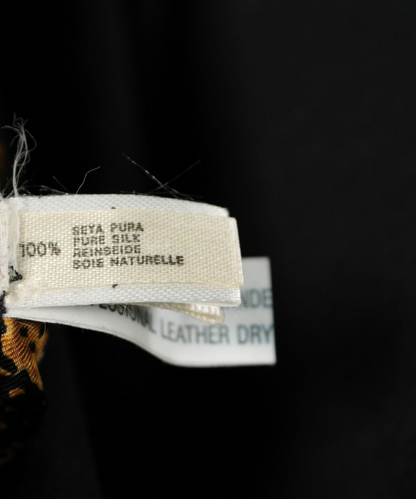 100%
SETA PURA
PURE SILK
REINSEIDE
SOIE NATURELLE
LEATHER DRY